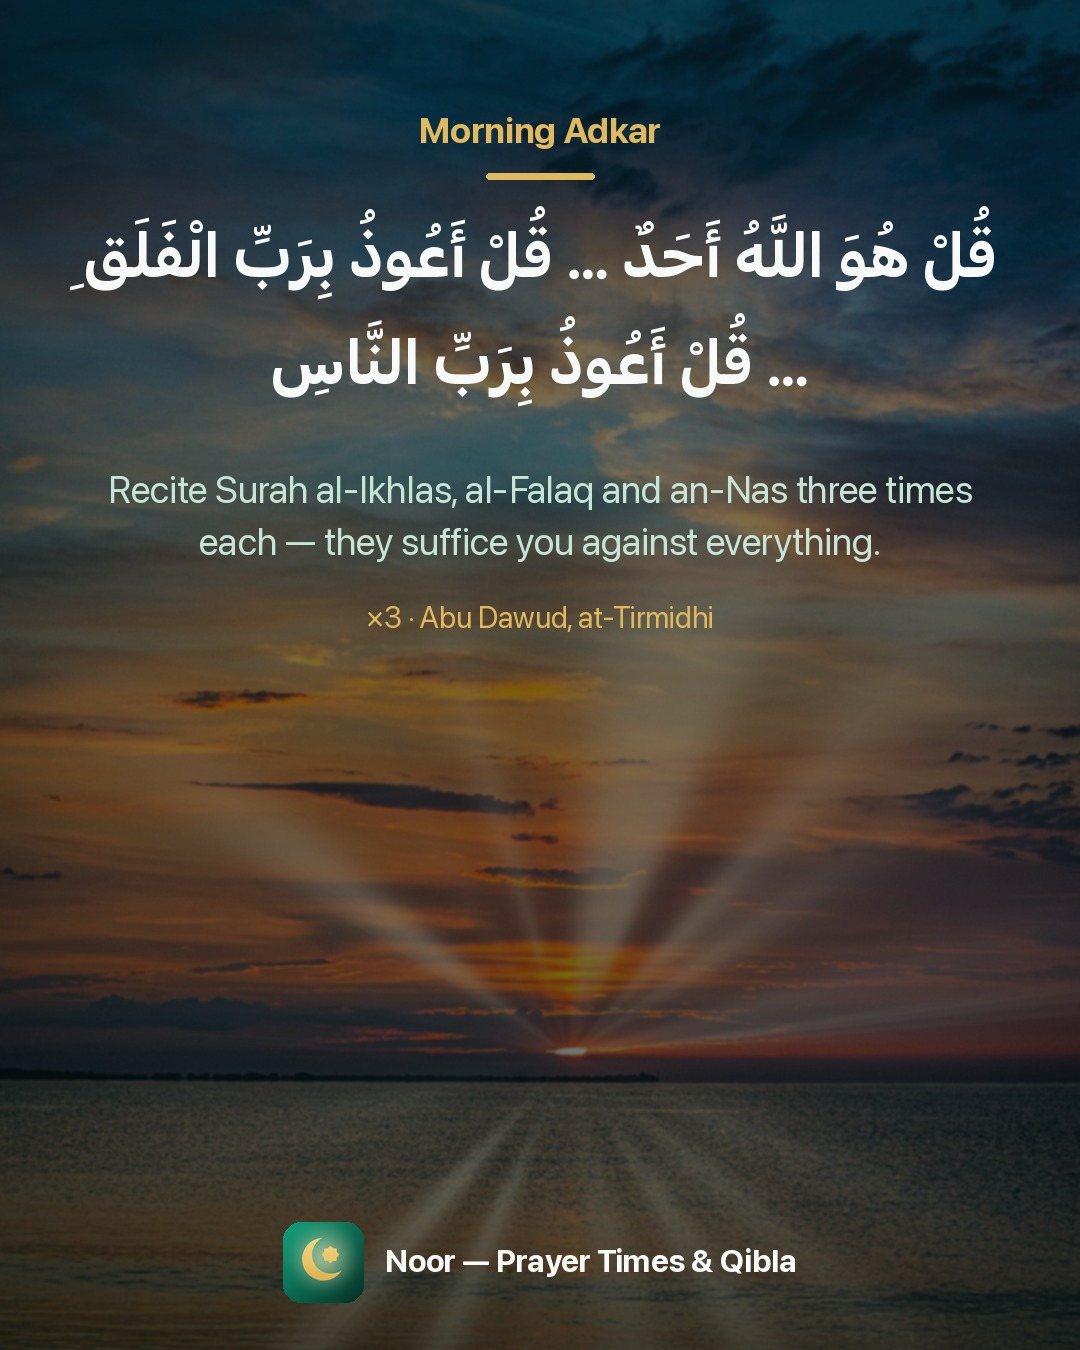 Morning Adkar
قُلْ هُوَ اللَّهُ أَحَدٌ ... قُلْ أَعُوذُ بِرَبِّ الْفَلَقِ
... قُلْ أَعُوذُ بِرَبِّ النَّاسِ
Recite Surah al-Ikhlas, al-Falaq and an-Nas three times
each — they suffice you against everything.
×3 · Abu Dawud, at-Tirmidhi
Noor — Prayer Times & Qibla